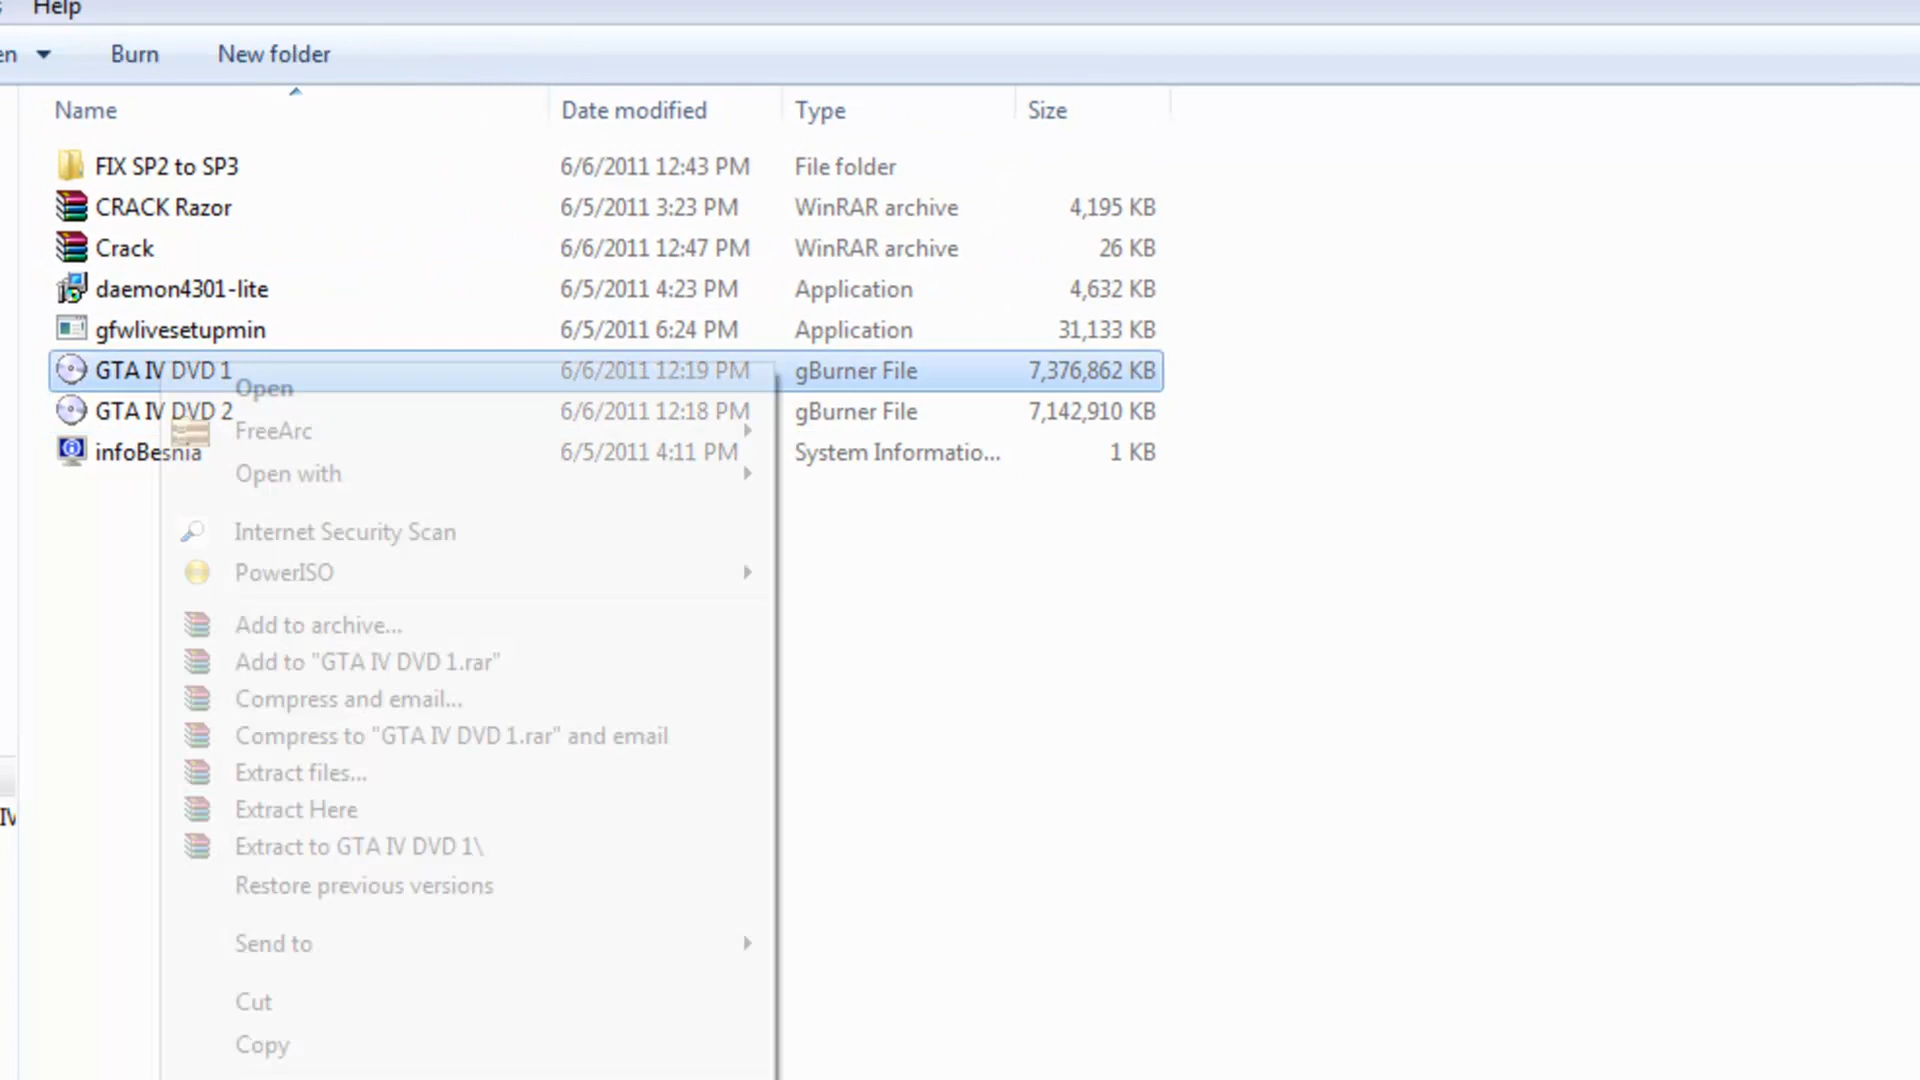 Help
en Burn New folder
Name Date modified Type Size
FIX SP2 to SP3 6/6/2011 12:43 PM File folder
CRACK Razor 6/5/2011 3:23 PM WinRAR archive 4,195 KB
Crack 6/6/2011 12:47 PM WinRAR archive 26 KB
daemon4301-lite 6/5/2011 4:23 PM Application 4,632 KB
gfwlivesetupmin 6/5/2011 6:24 PM Application 31,133 KB
GTA IV DVD 1 6/6/2011 12:19 PM gBurner File 7,376,862 KB
GTA IV DVD 2 6/6/2011 12:18 PM gBurner File 7,142,910 KB
infoBesnia 6/5/2011 4:11 PM System Informatio... 1 KB
Open
FreeArc
Open with
Internet Security Scan
PowerISO
Add to archive...
Add to "GTA IV DVD 1.rar"
Compress and email...
Compress to "GTA IV DVD 1.rar" and email
Extract files...
Extract Here
IV
Extract to GTA IV DVD 1\
Restore previous versions
Send to
Cut
Copy